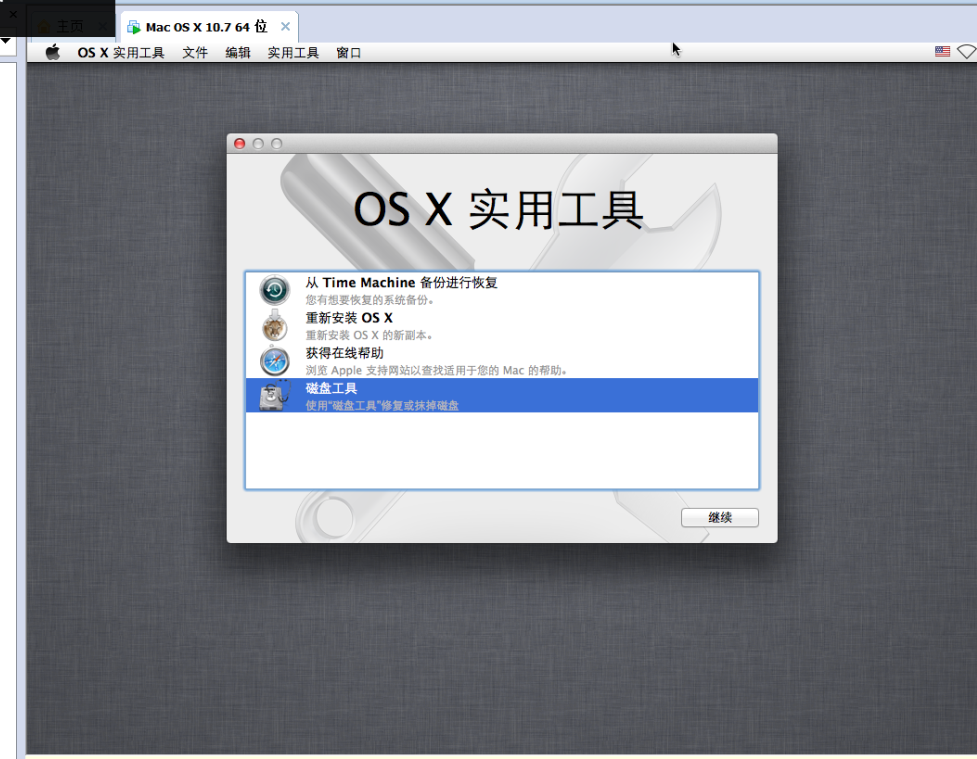 主页
Mac OS X 10.7 64 位
OS X 实用工具 文件 编辑 实用工具 窗口
OS X 实用工具
从 Time Machine 备份进行恢复
您有想要恢复的系统备份。
重新安装 OS X
重新安装 OS X 的新副本。
获得在线帮助
浏览 Apple 支持网站以查找适用于您的 Mac 的帮助。
磁盘工具
使用“磁盘工具”修复或抹掉磁盘
继续